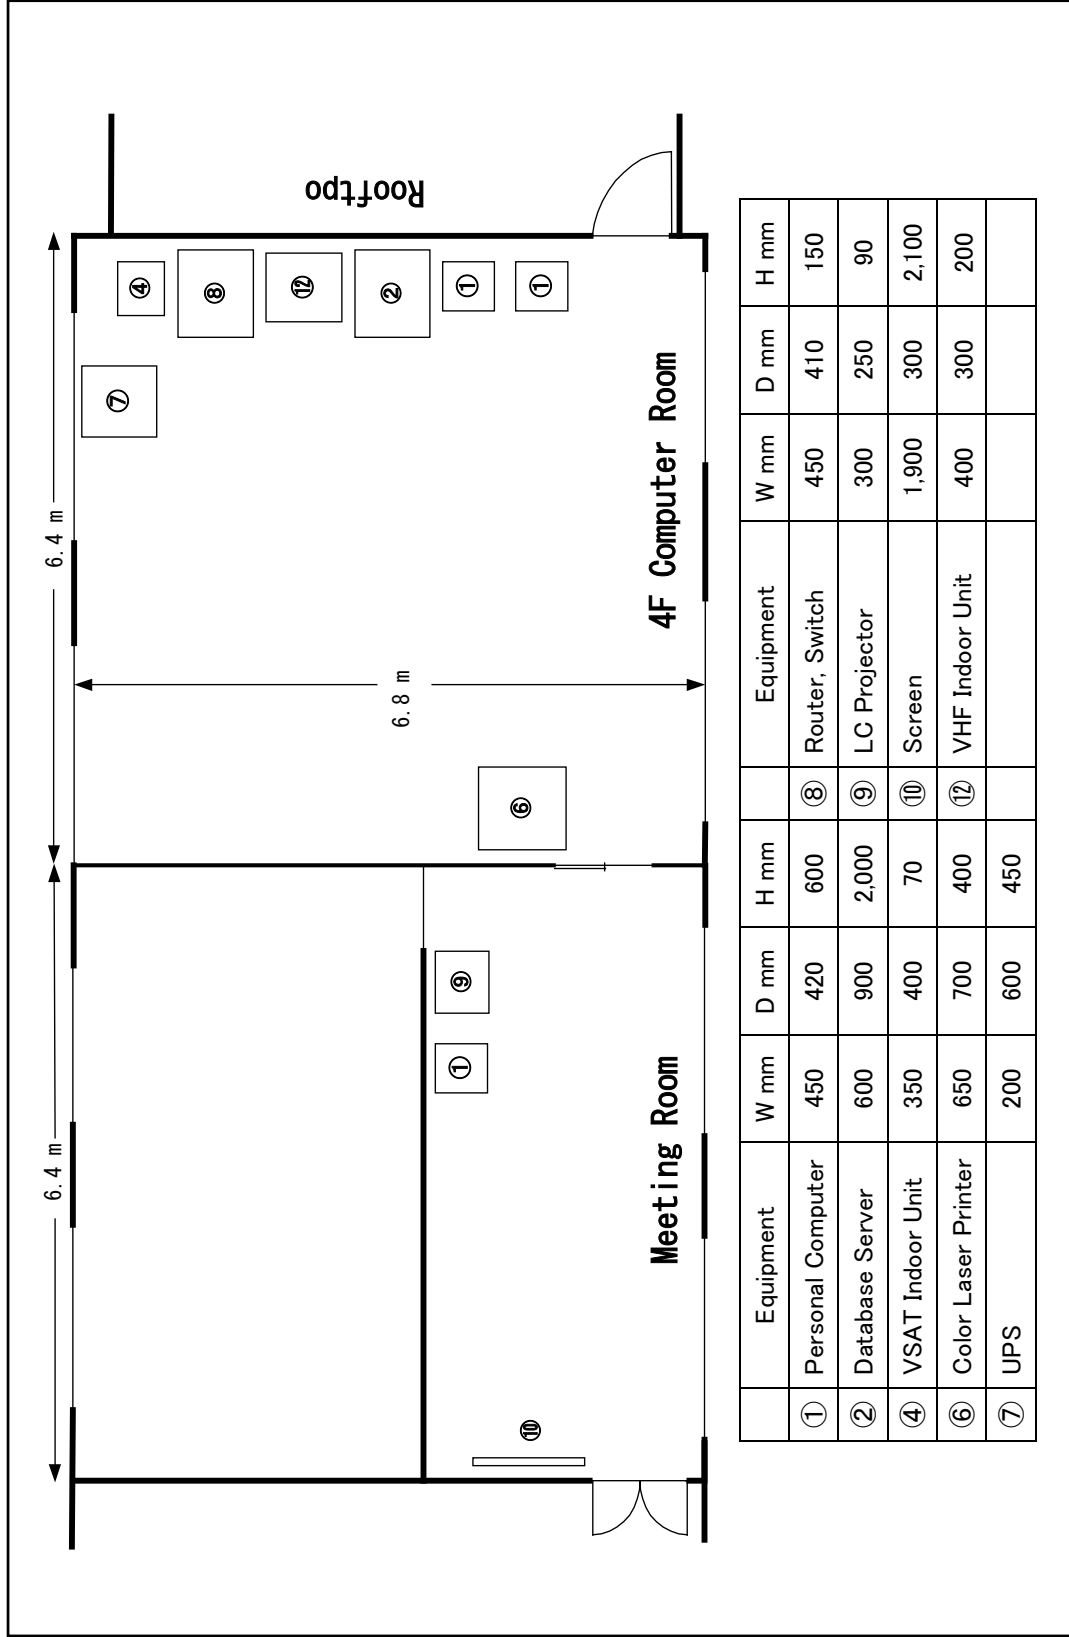 6.4 m
6.4 m
Rooftpo
④
⑧
⑫
②
①
①
⑦
6.8 m
⑥
4F Computer Room
⑨
①
⑩
Meeting Room
Equipment W mm D mm H mm Equipment W mm D mm H mm
① Personal Computer 450 420 600 ⑧ Router, Switch 450 410 150
② Database Server 600 900 2,000 ⑨ LC Projector 300 250 90
④ VSAT Indoor Unit 350 400 70 ⑩ Screen 1,900 300 2,100
⑥ Color Laser Printer 650 700 400 ⑫ VHF Indoor Unit 400 300 200
⑦ UPS 200 600 450